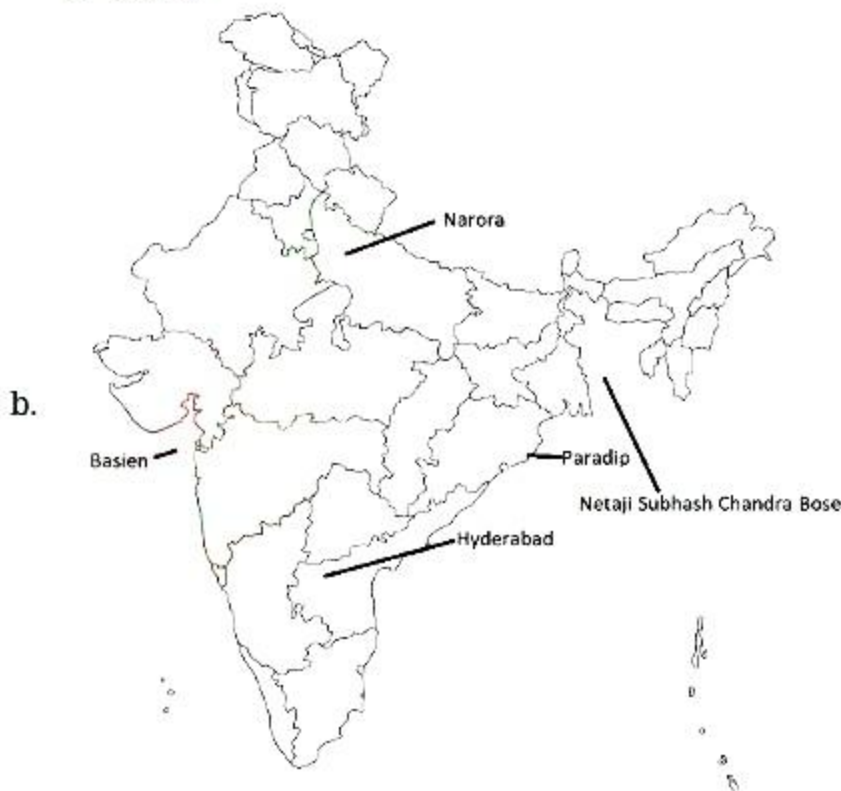 Narora
b.
Basien
Paradip
Netaji Subhash Chandra Bose
Hyderabad